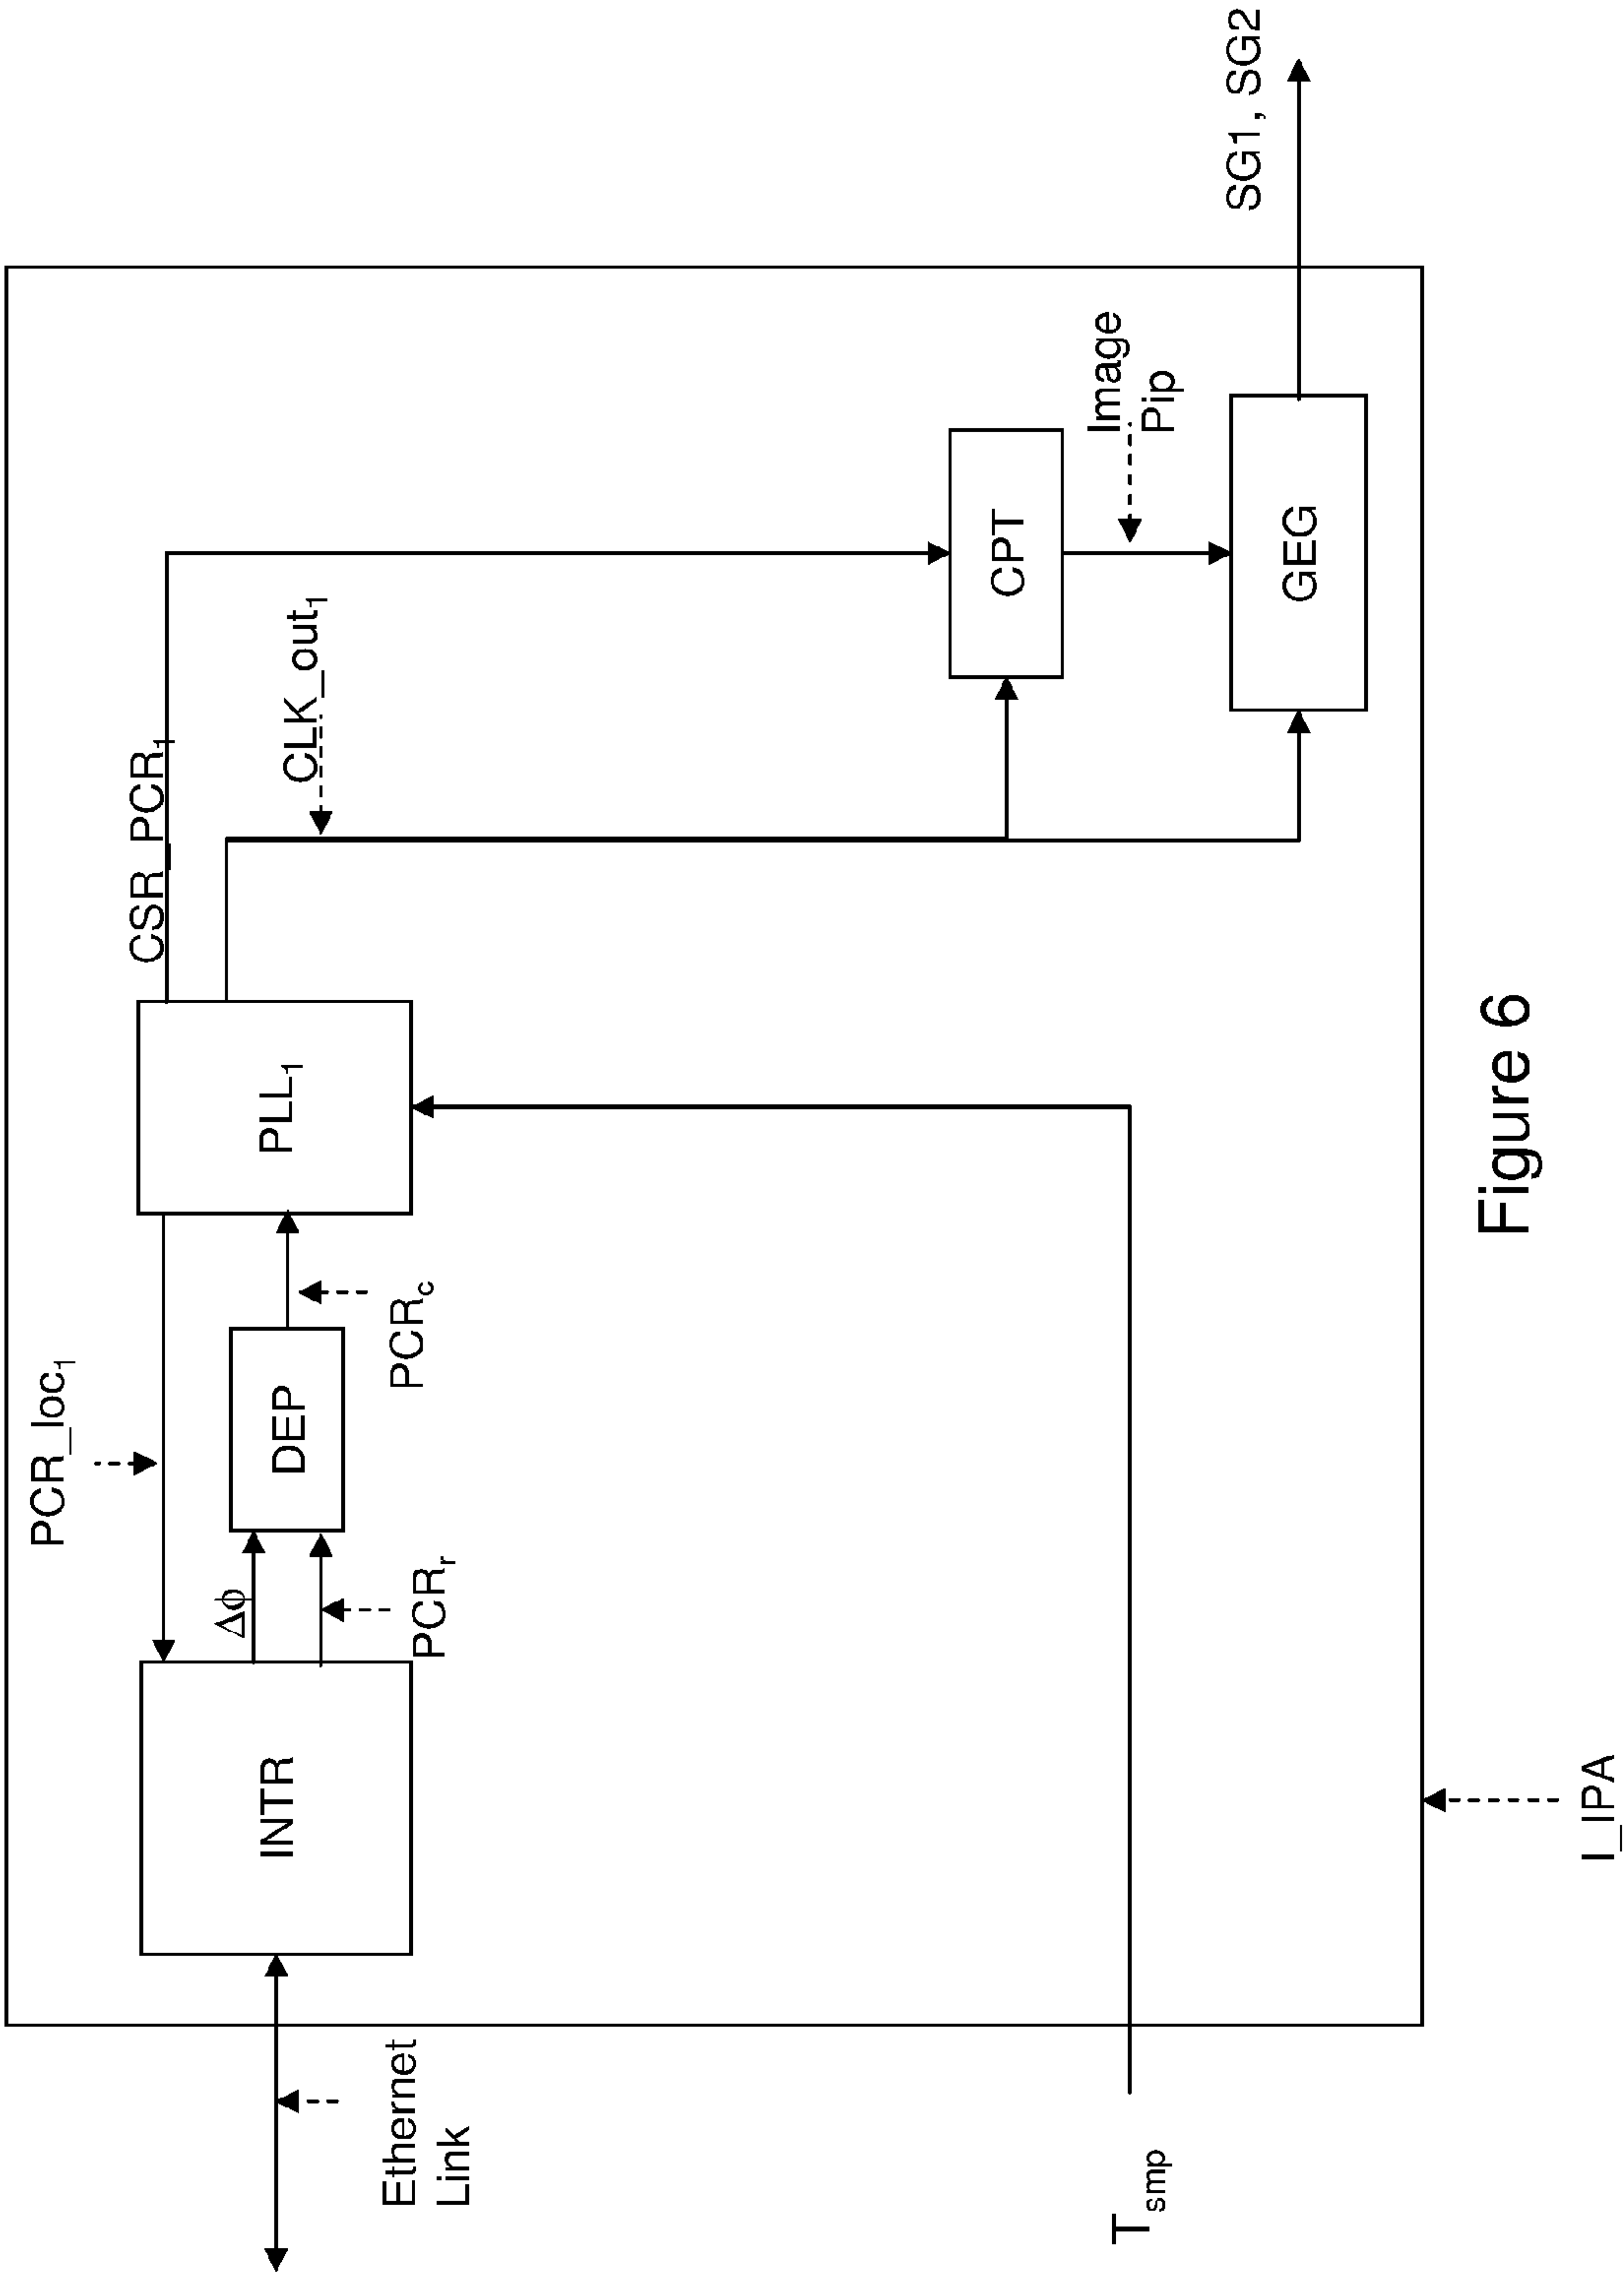 PCR_loc₁
CSR_PCR₁
CLK_out₁
SG1, SG2
Ethernet
Link
INTR
Δφ
PCRᵣ
DEP
PCR_c
PLL₁
CPT
Image
Pip
GEG
Tₛₘₚ
I_IPA
Figure 6